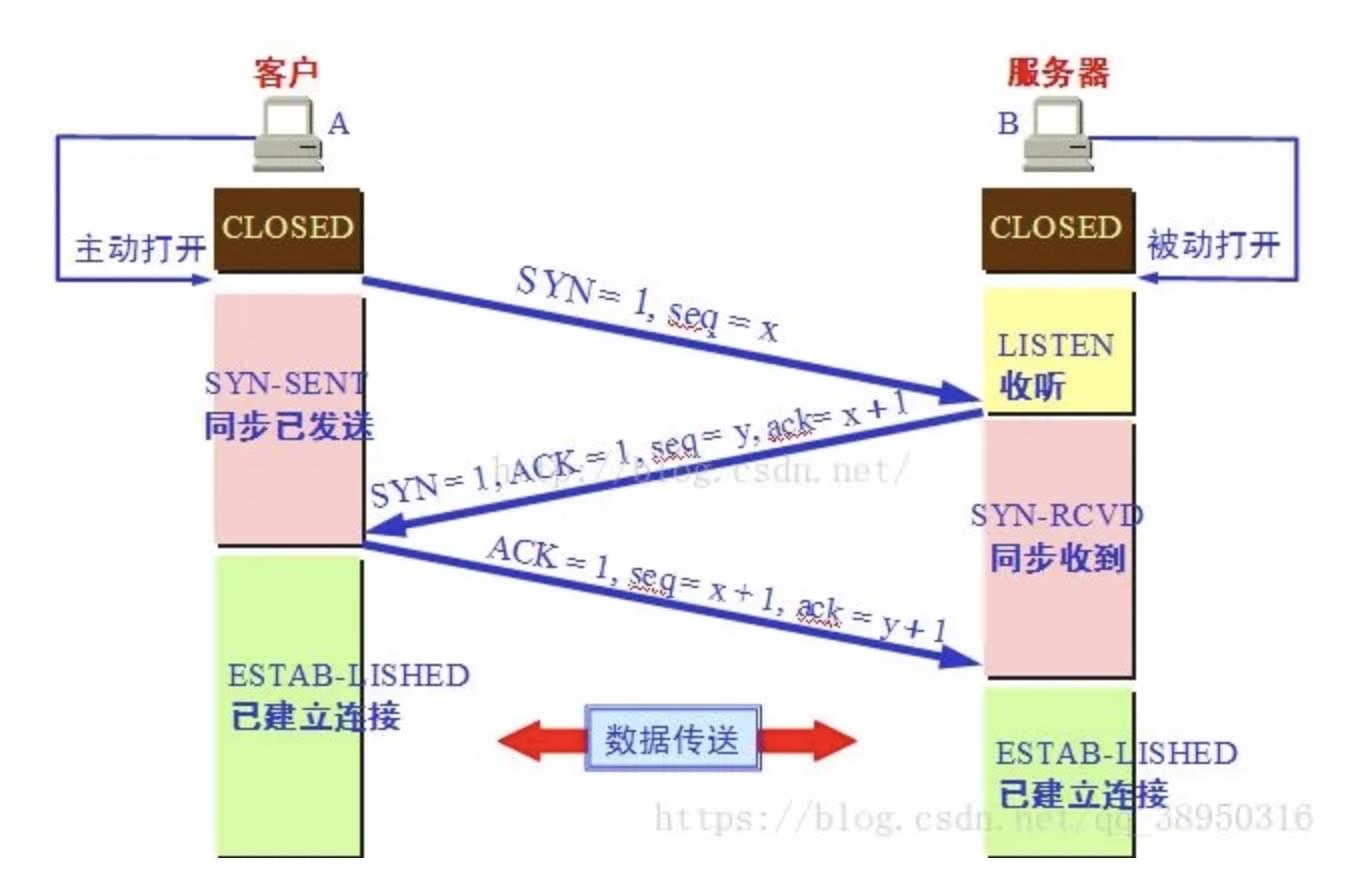 客户
服务器
A
B
CLOSED
CLOSED
主动打开
被动打开
SYN= 1, seq = x
LISTEN
收听
SYN-SENT
同步已发送
SYN= 1, ACK = 1, seq= y, ack= x + 1
http://blog.csdn.net/
SYN-RCVD
同步收到
ACK = 1, seq= x + 1, ack = y + 1
ESTAB-LISHED
已建立连接
数据传送
ESTAB-LISHED
已建立连接
https://blog.csdn.net/qq_38950316